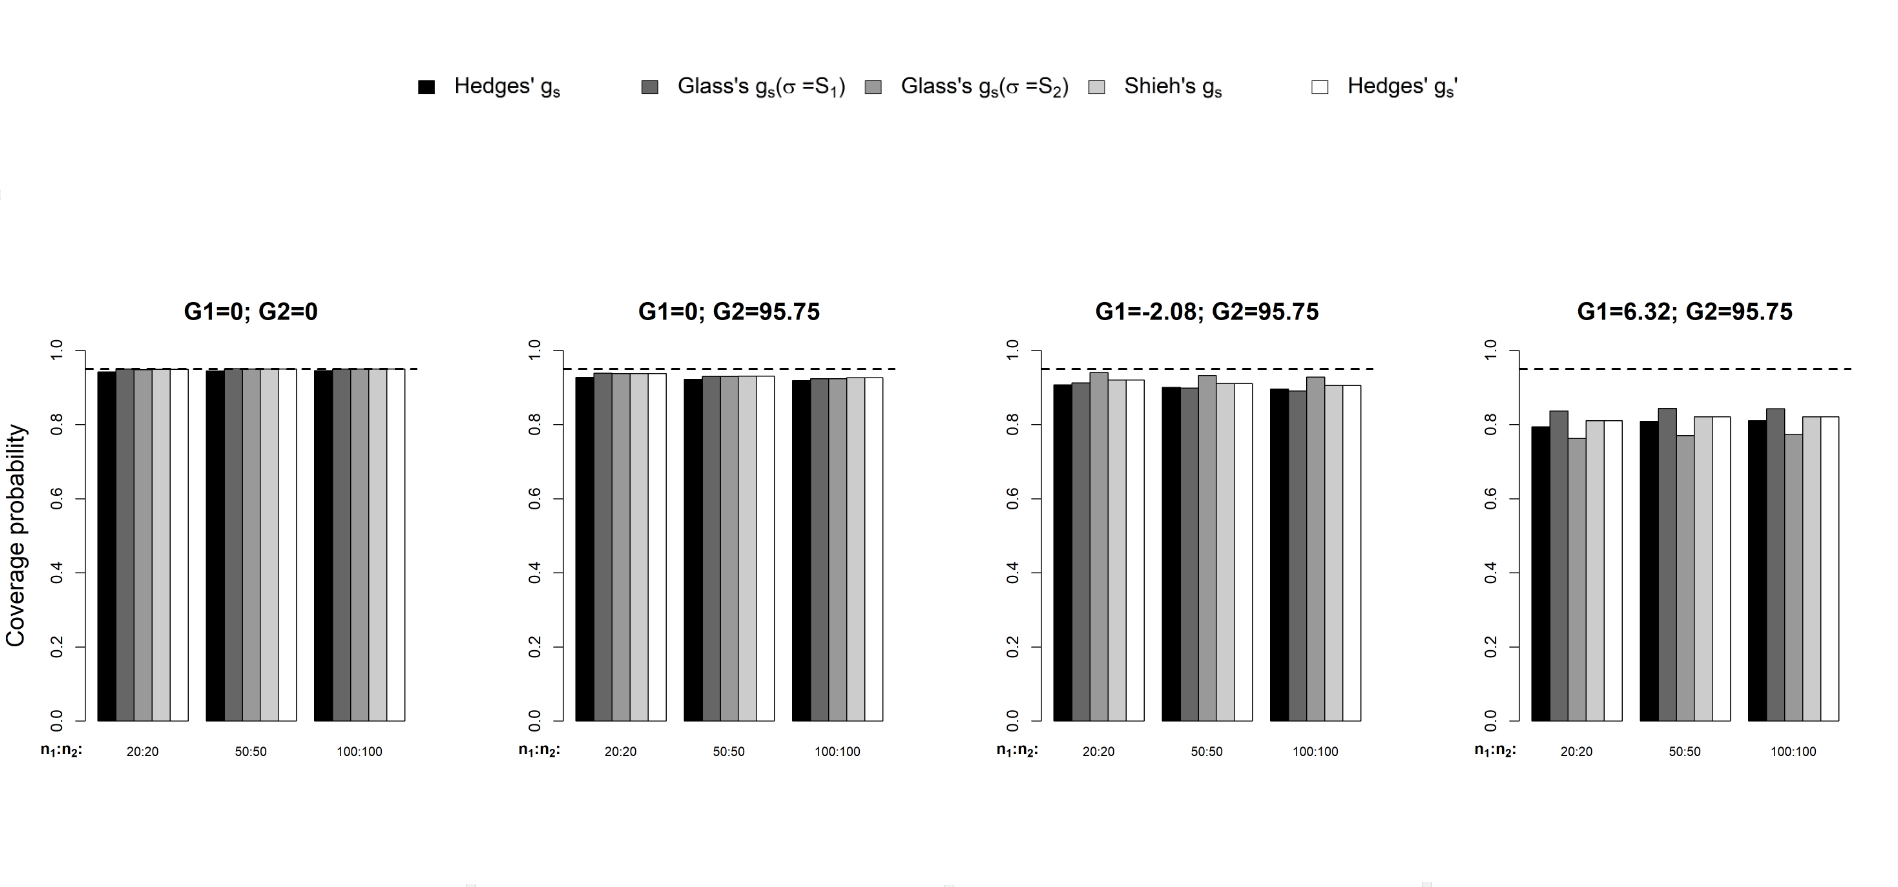 Hedges' gs
Glass's gs(σ =S1)
Glass's gs(σ =S2)
Shieh's gs
Hedges' gs'
G1=0; G2=0
G1=0; G2=95.75
G1=-2.08; G2=95.75
G1=6.32; G2=95.75
Coverage probability
1.0
0.8
0.6
0.4
0.2
0.0
n1:n2:
20:20
50:50
100:100
1.0
0.8
0.6
0.4
0.2
0.0
n1:n2:
20:20
50:50
100:100
1.0
0.8
0.6
0.4
0.2
0.0
n1:n2:
20:20
50:50
100:100
1.0
0.8
0.6
0.4
0.2
0.0
n1:n2:
20:20
50:50
100:100